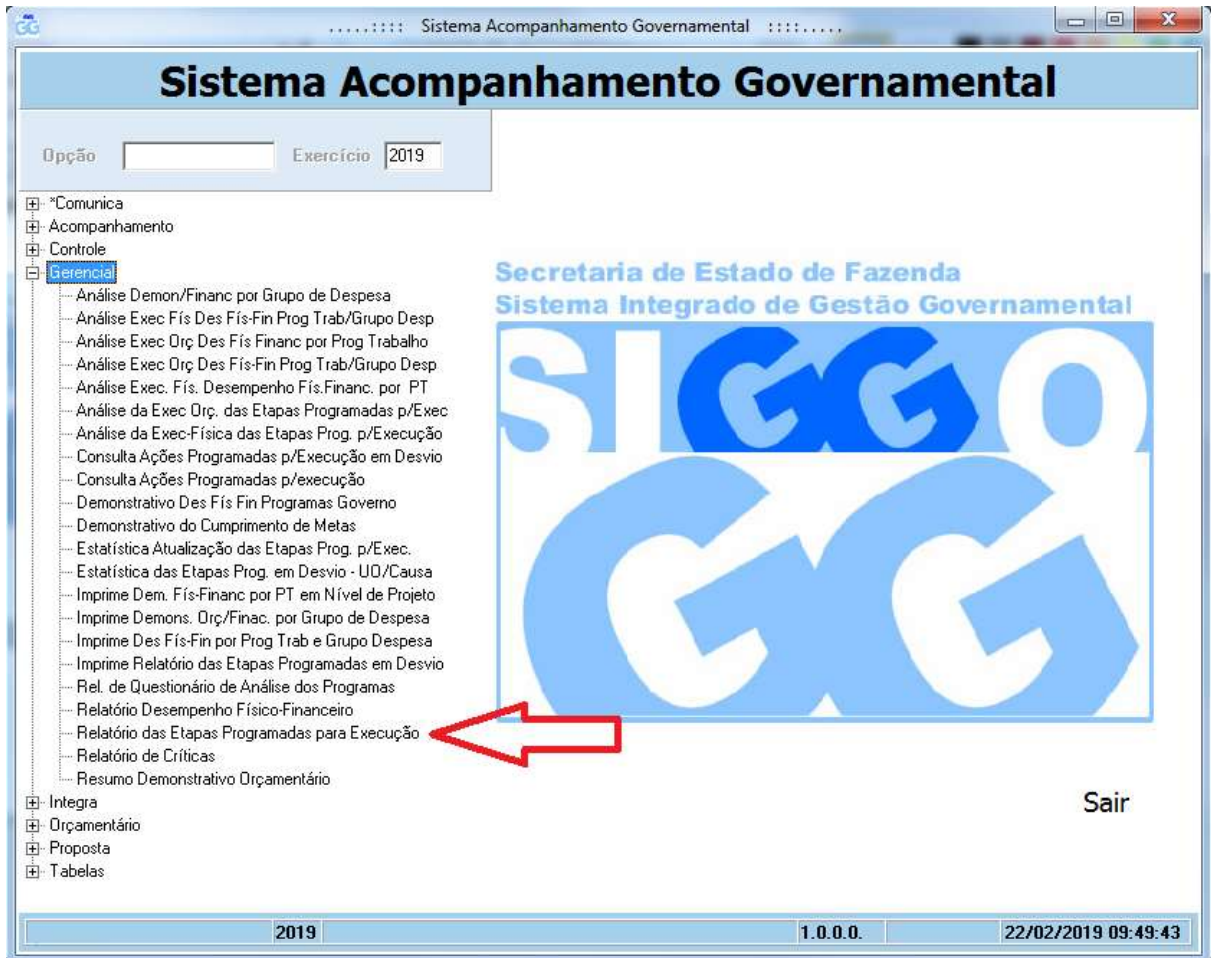 .....:::: Sistema Acompanhamento Governamental ::::.....
Sistema Acompanhamento Governamental
Opção
Exercício 2019
*Comunica
Acompanhamento
Controle
Gerencial
Análise Demon/Financ por Grupo de Despesa
Análise Exec Fís Des Fís-Fin Prog Trab/Grupo Desp
Análise Exec Orç Des Fís Financ por Prog Trabalho
Análise Exec Orç Des Fís-Fin Prog Trab/Grupo Desp
Análise Exec. Fís. Desempenho Fís.Financ. por PT
Análise da Exec Orç. das Etapas Programadas p/Exec
Análise da Exec-Física das Etapas Prog. p/Execução
Consulta Ações Programadas p/Execução em Desvio
Consulta Ações Programadas p/execução
Demonstrativo Des Fís Fin Programas Governo
Demonstrativo do Cumprimento de Metas
Estatística Atualização das Etapas Prog. p/Exec.
Estatística das Etapas Prog. em Desvio - UO/Causa
Imprime Dem. Fís-Financ por PT em Nível de Projeto
Imprime Demons. Orç/Finac. por Grupo de Despesa
Imprime Des Fís-Fin por Prog Trab e Grupo Despesa
Imprime Relatório das Etapas Programadas em Desvio
Rel. de Questionário de Análise dos Programas
Relatório Desempenho Físico-Financeiro
Relatório das Etapas Programadas para Execução
Relatório de Críticas
Resumo Demonstrativo Orçamentário
Integra
Orçamentário
Proposta
Tabelas
Secretaria de Estado de Fazenda
Sistema Integrado de Gestão Governamental
SIGGO
GG
Sair
2019 1.0.0.0. 22/02/2019 09:49:43